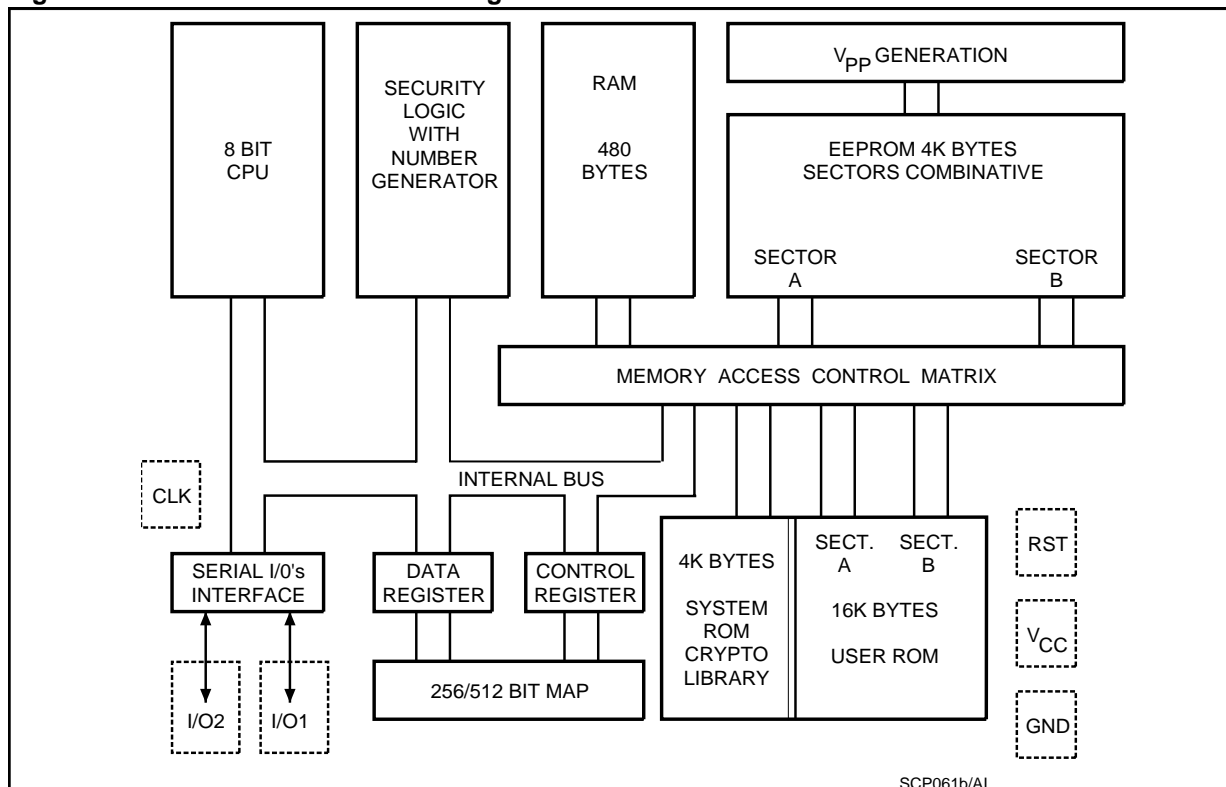 8 BIT
CPU
SECURITY
LOGIC
WITH
NUMBER
GENERATOR
RAM
480
BYTES
VPP GENERATION
EEPROM 4K BYTES
SECTORS COMBINATIVE
SECTOR
A
SECTOR
B
MEMORY ACCESS CONTROL MATRIX
INTERNAL BUS
CLK
SERIAL I/0's
INTERFACE
DATA
REGISTER
CONTROL
REGISTER
256/512 BIT MAP
I/O2
I/O1
4K BYTES
SYSTEM
ROM
CRYPTO
LIBRARY
SECT.
A
SECT.
B
16K BYTES
USER ROM
RST
VCC
GND
SCP061b/AI